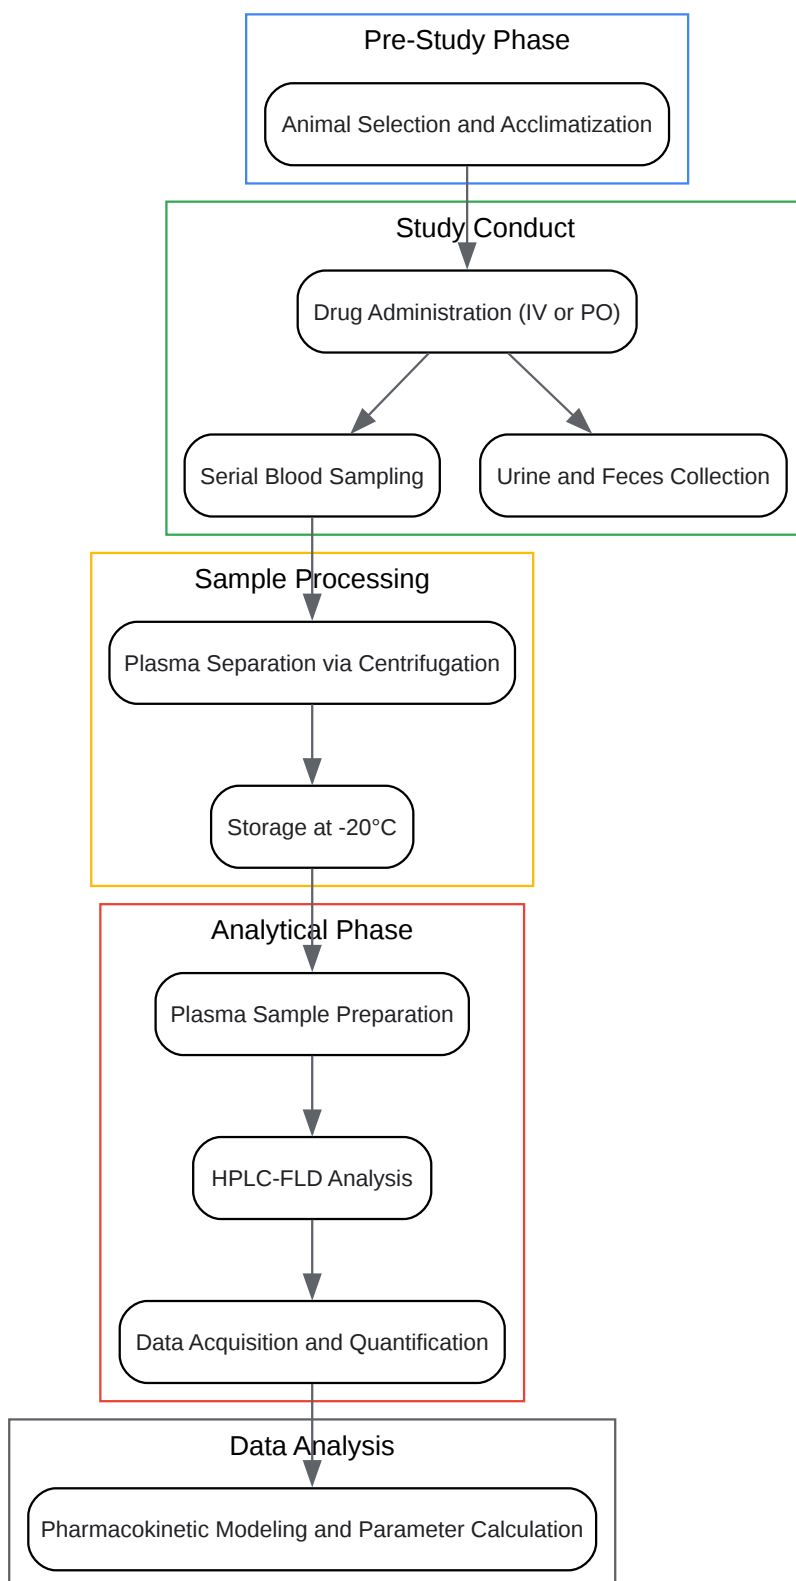 Pre-Study Phase
Animal Selection and Acclimatization
Study Conduct
Drug Administration (IV or PO)
Serial Blood Sampling
Urine and Feces Collection
Sample Processing
Plasma Separation via Centrifugation
Storage at -20°C
Analytical Phase
Plasma Sample Preparation
HPLC-FLD Analysis
Data Acquisition and Quantification
Data Analysis
Pharmacokinetic Modeling and Parameter Calculation